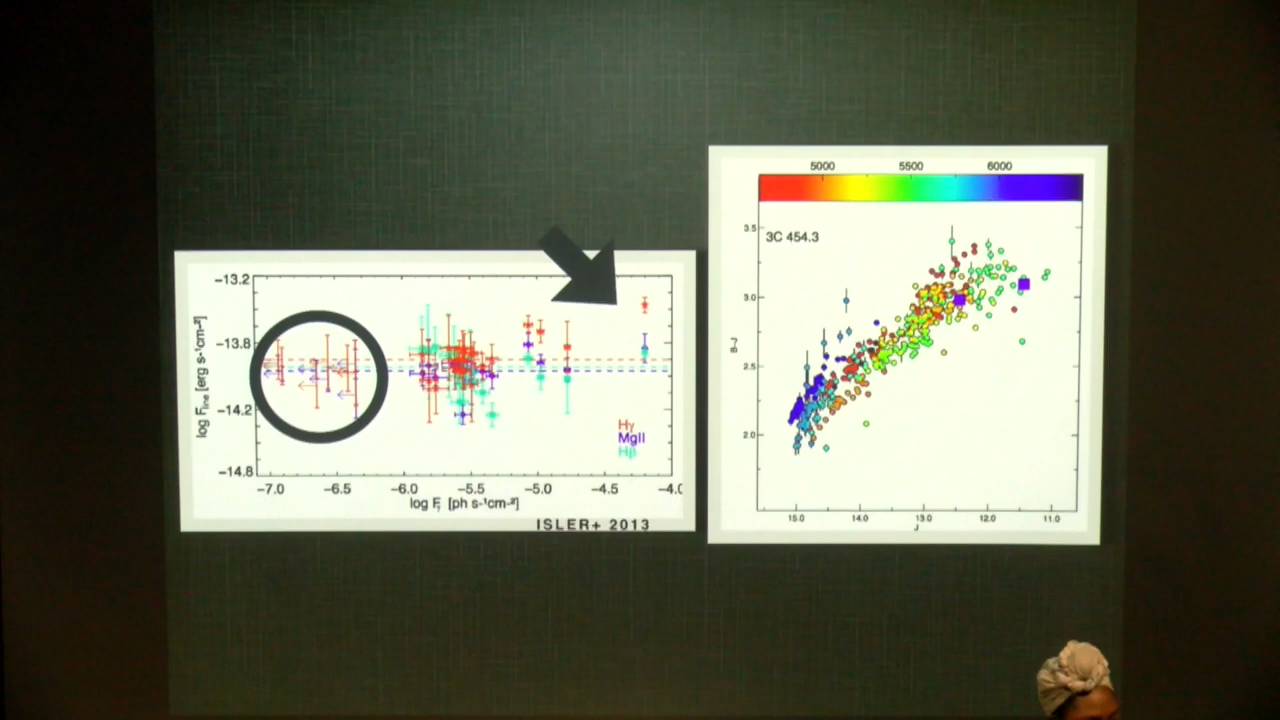 −13.2
−13.8
−14.2
−14.8
log Fline [erg s⁻¹cm⁻²]
−7.0 −6.5 −6.0 −5.5 −5.0 −4.5 −4.0
log Fγ [ph s⁻¹cm⁻²]
Hγ
MgII
Hβ
ISLER+ 2013
5000 5500 6000
3C 454.3
3.5
3.0
2.5
2.0
B-J
15.0 14.0 13.0 12.0 11.0
J